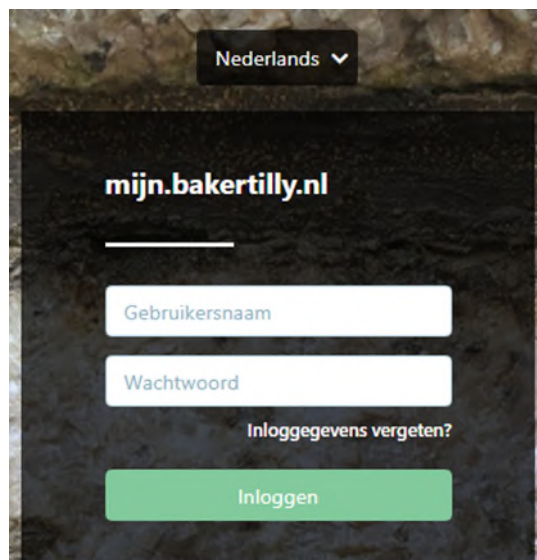 Nederlands
mijn.bakertilly.nl
Gebruikersnaam
Wachtwoord
Inloggegevens vergeten?
Inloggen